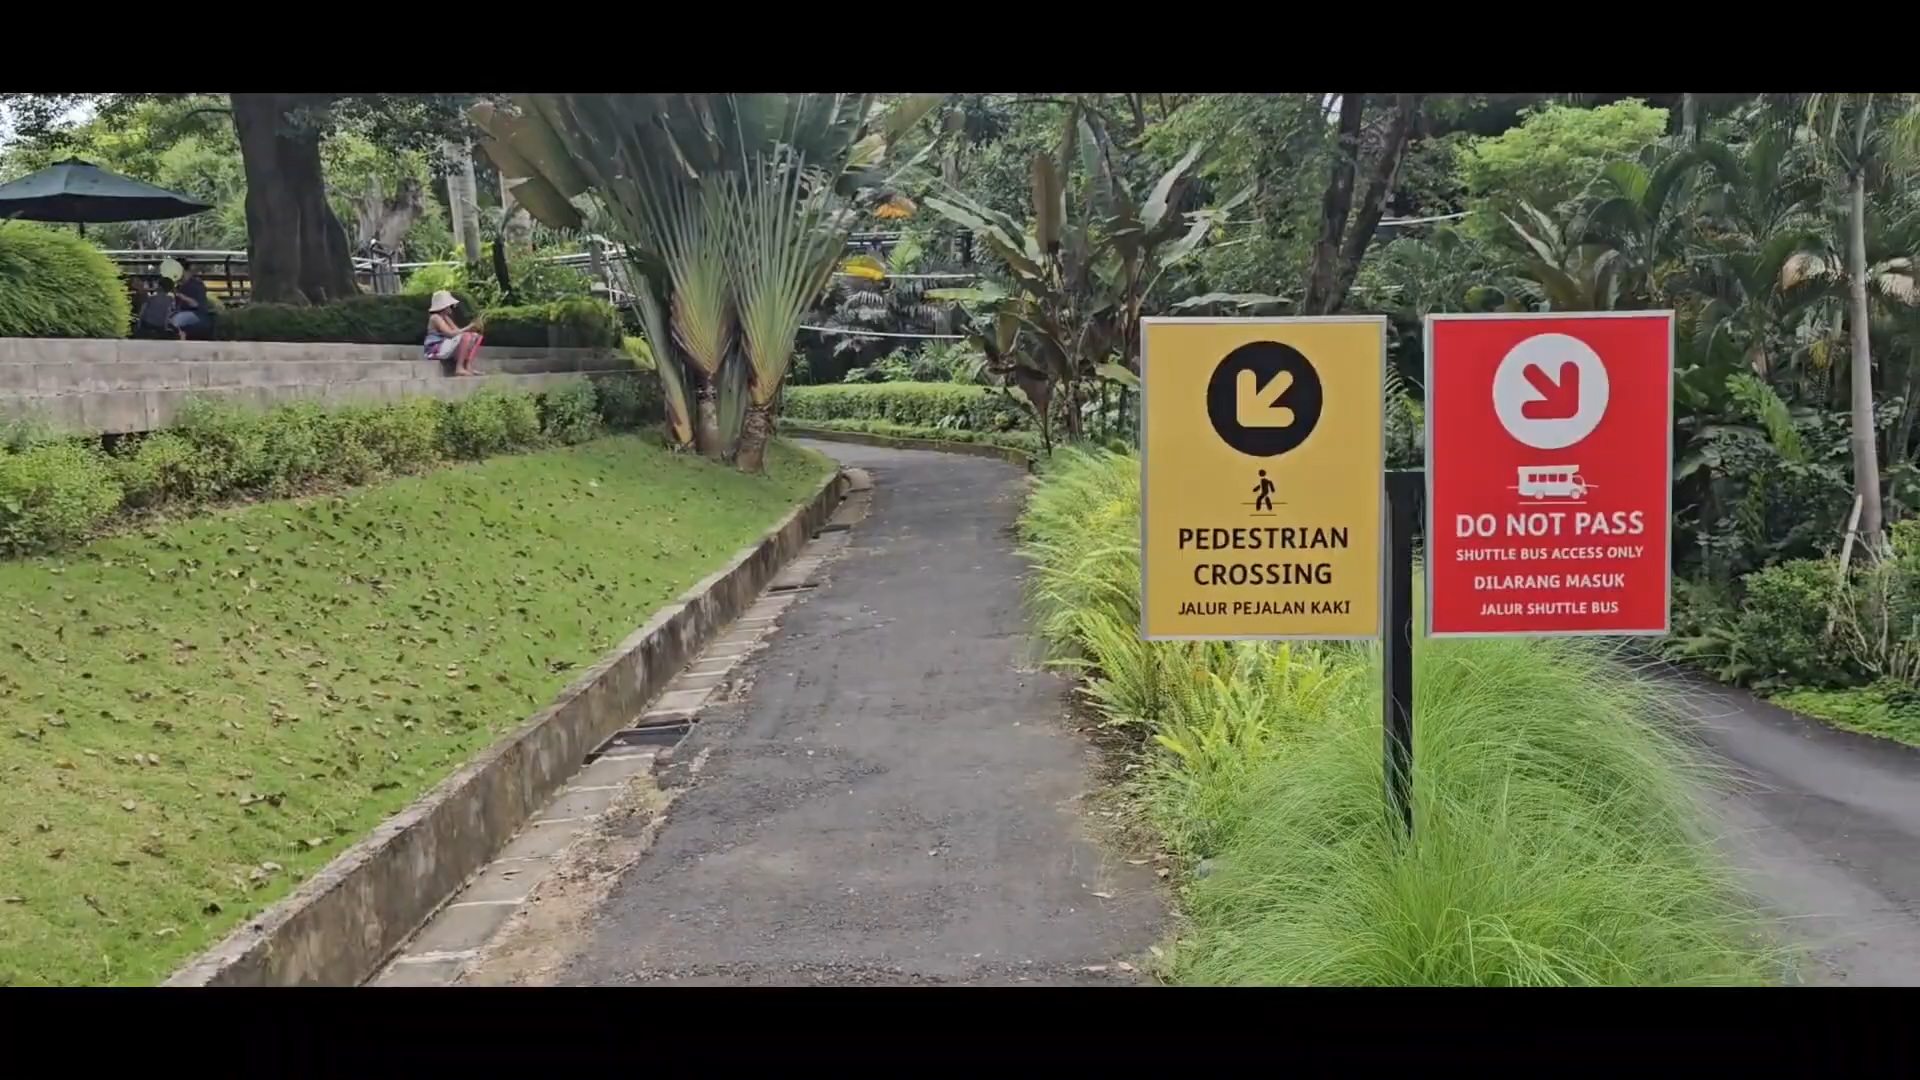 PEDESTRIAN
CROSSING
JALUR PEJALAN KAKI
DO NOT PASS
SHUTTLE BUS ACCESS ONLY
DILARANG MASUK
JALUR SHUTTLE BUS